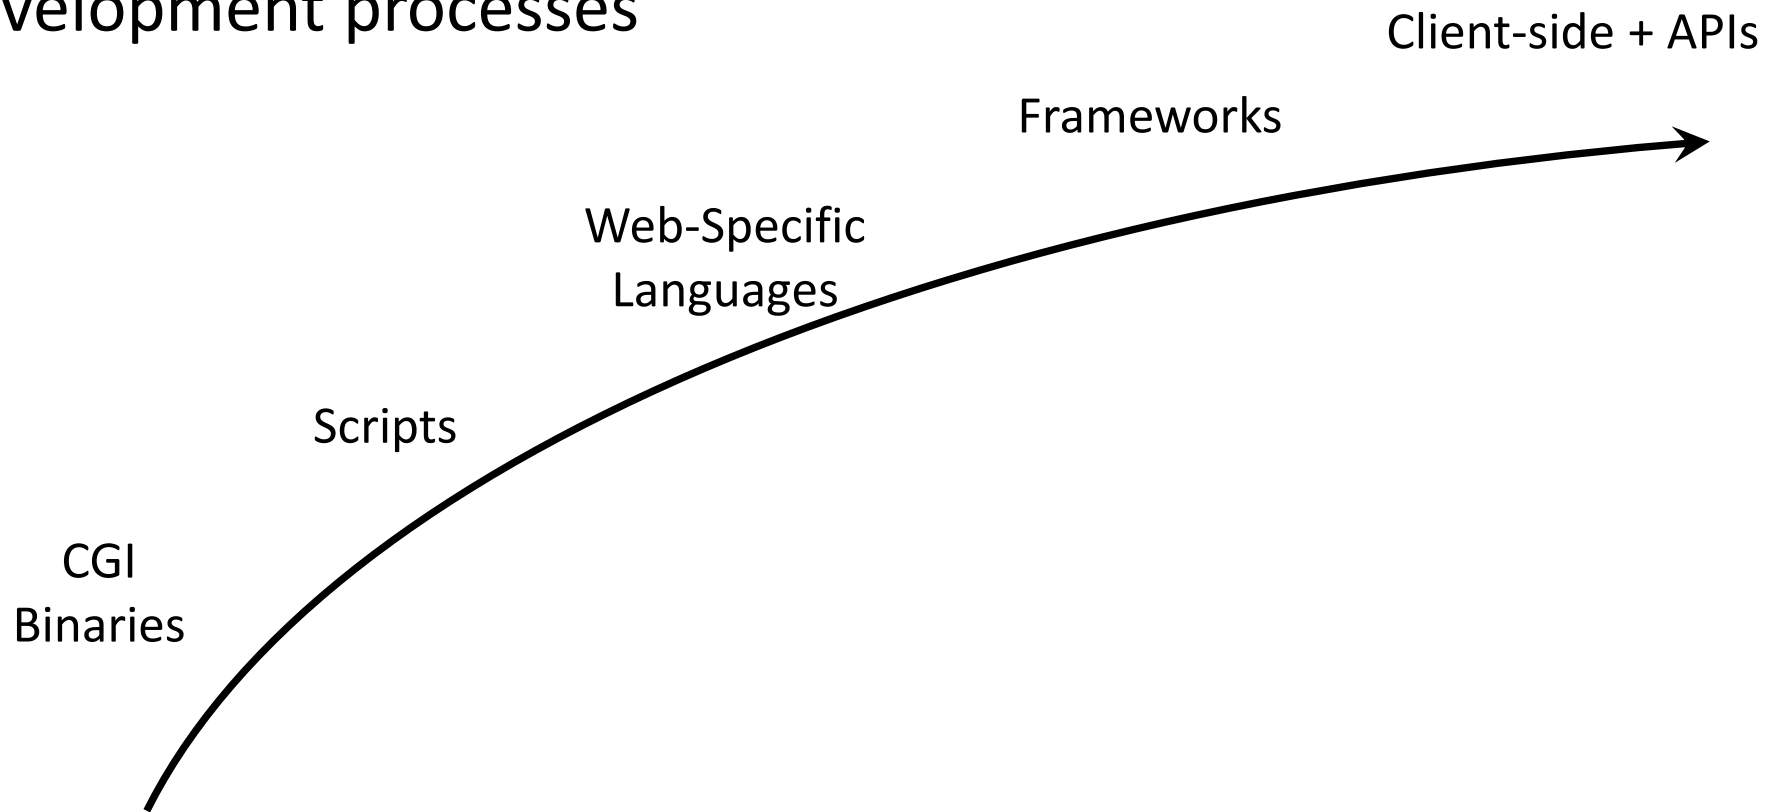 velopment processes
Client-side + APIs
Frameworks
Web-Specific
Languages
Scripts
CGI
Binaries